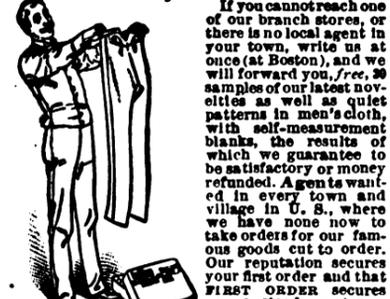 If you cannot reach one
of our branch stores, or
there is no local agent in
your town, write us at
once (at Boston), and we
will forward you, free, 20
samples of our latest nov-
elties as well as quiet
patterns in men's cloth,
with self-measurement
blanks, the results of
which we guarantee to
be satisfactory or money
refunded. Agents want-
ed in every town and
village in U. S., where
we have none now to
take orders for our fam-
ous goods cut to order.
Our reputation secures
your first order and that
FIRST ORDER secures